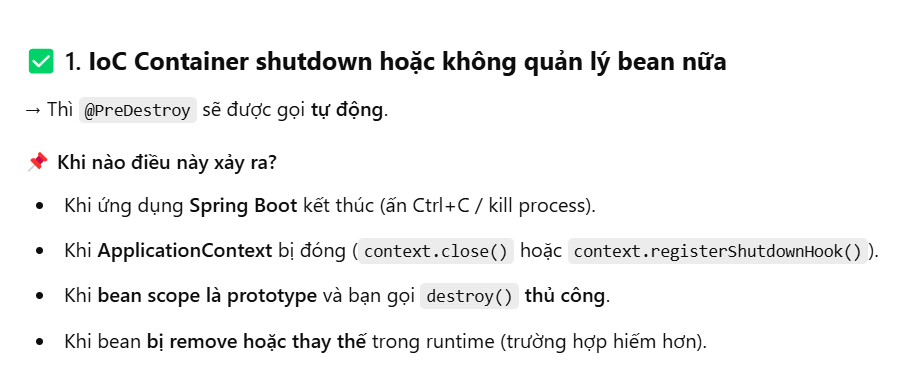 ✅ 1. IoC Container shutdown hoặc không quản lý bean nữa
→ Thì @PreDestroy sẽ được gọi tự động.
📌 Khi nào điều này xảy ra?
• Khi ứng dụng Spring Boot kết thúc (ấn Ctrl+C / kill process).
• Khi ApplicationContext bị đóng (context.close() hoặc context.registerShutdownHook()).
• Khi bean scope là prototype và bạn gọi destroy() thủ công.
• Khi bean bị remove hoặc thay thế trong runtime (trường hợp hiếm hơn).